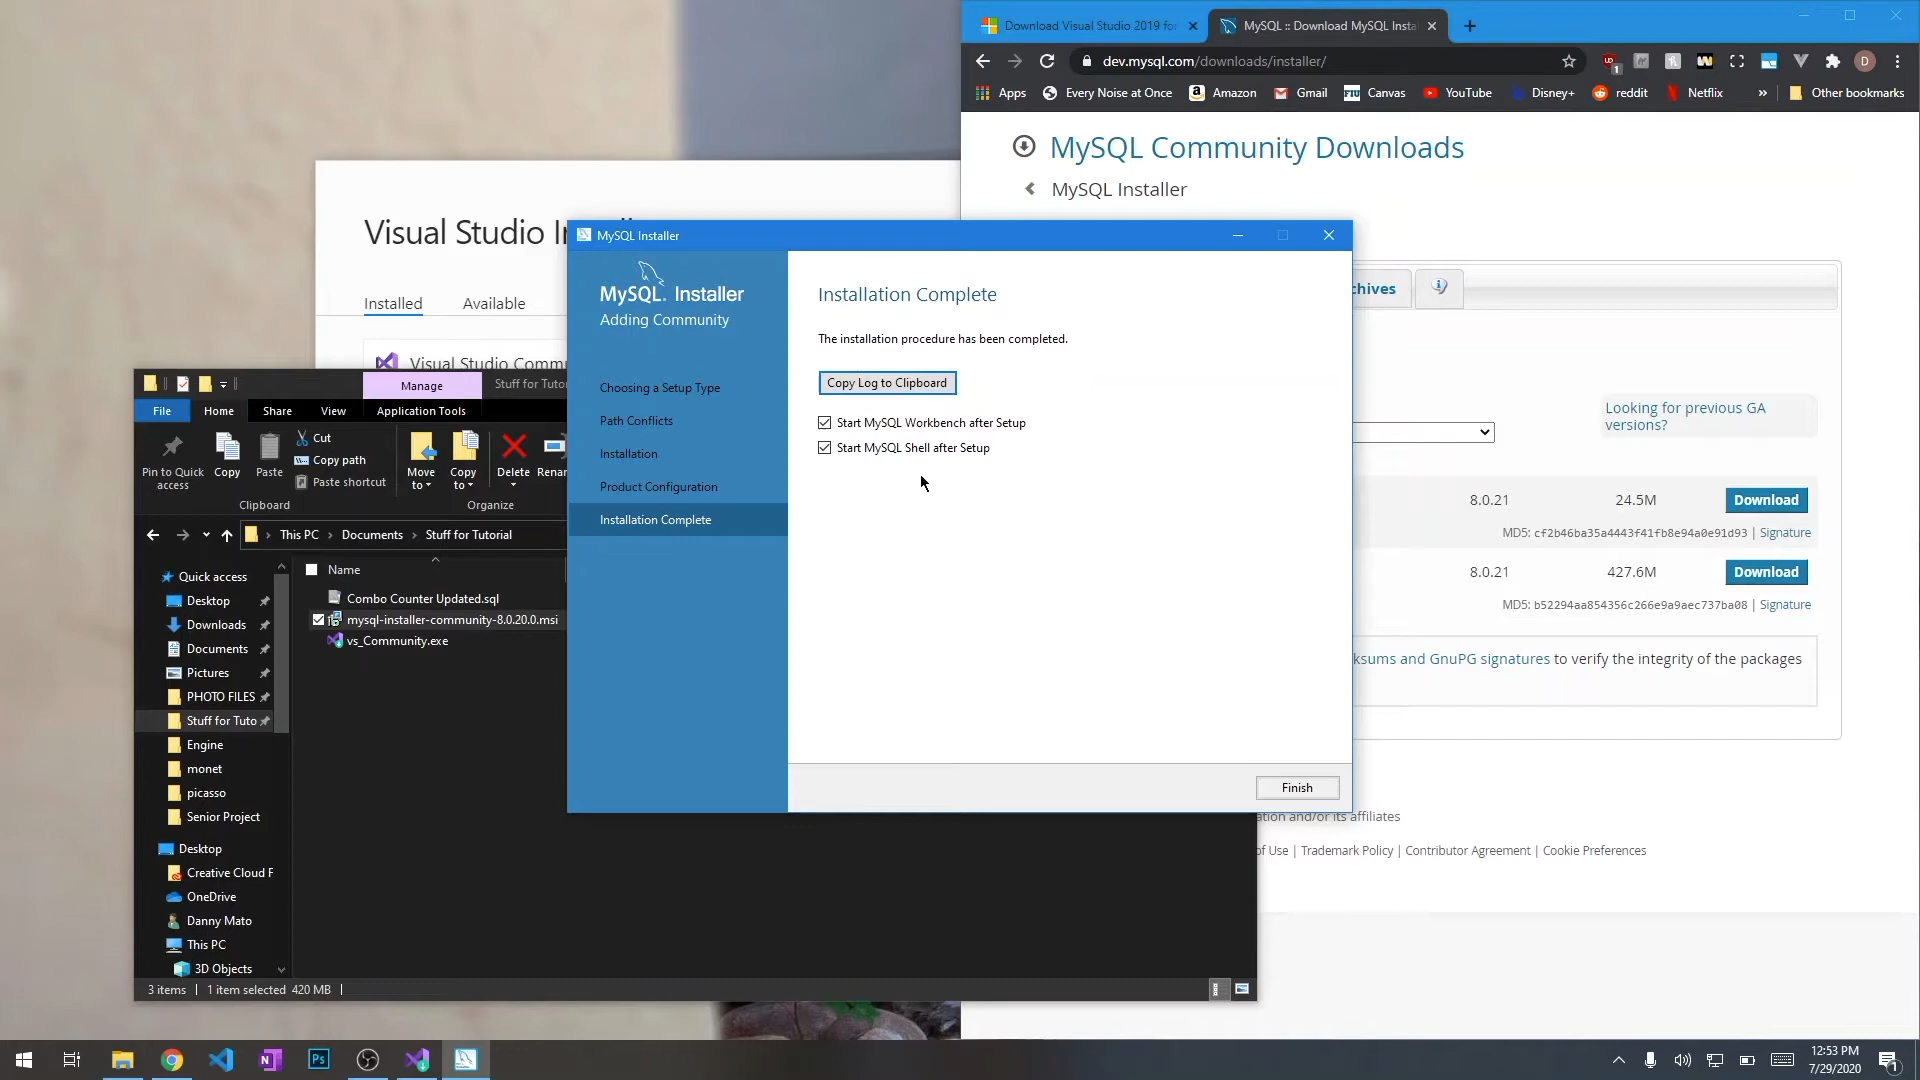 Download Visual Studio 2019 for
MySQL :: Download MySQL Insta
dev.mysql.com/downloads/installer/
D
Apps
Every Noise at Once
Amazon
Gmail
FIU Canvas
YouTube
Disney+
reddit
Netflix
»
Other bookmarks
MySQL Community Downloads
MySQL Installer
chives
Looking for previous GA
versions?
8.0.21
24.5M
Download
MD5: cf2b46ba35a4443f41fb8e94a0e91d93 | Signature
8.0.21
427.6M
Download
MD5: b52294aa854356c266e9a9aec737ba08 | Signature
ksums and GnuPG signatures to verify the integrity of the packages
ation and/or its affiliates
of Use | Trademark Policy | Contributor Agreement | Cookie Preferences
Visual Studio In
Installed
Available
Visual Studio Comm
MySQL Installer
MySQL. Installer
Adding Community
Choosing a Setup Type
Path Conflicts
Installation
Product Configuration
Installation Complete
Installation Complete
The installation procedure has been completed.
Copy Log to Clipboard
Start MySQL Workbench after Setup
Start MySQL Shell after Setup
Finish
Manage
Stuff for Tuto
File
Home
Share
View
Application Tools
Pin to Quick
access
Copy
Paste
Cut
Copy path
Paste shortcut
Clipboard
Move
to
Copy
to
Delete
Renam
Organize
This PC > Documents > Stuff for Tutorial
Name
Combo Counter Updated.sql
mysql-installer-community-8.0.20.0.msi
vs_Community.exe
Quick access
Desktop
Downloads
Documents
Pictures
PHOTO FILES
Stuff for Tuto
Engine
monet
picasso
Senior Project
Desktop
Creative Cloud F
OneDrive
Danny Mato
This PC
3D Objects
3 items
1 item selected 420 MB
N
Ps
12:53 PM
7/29/2020
1